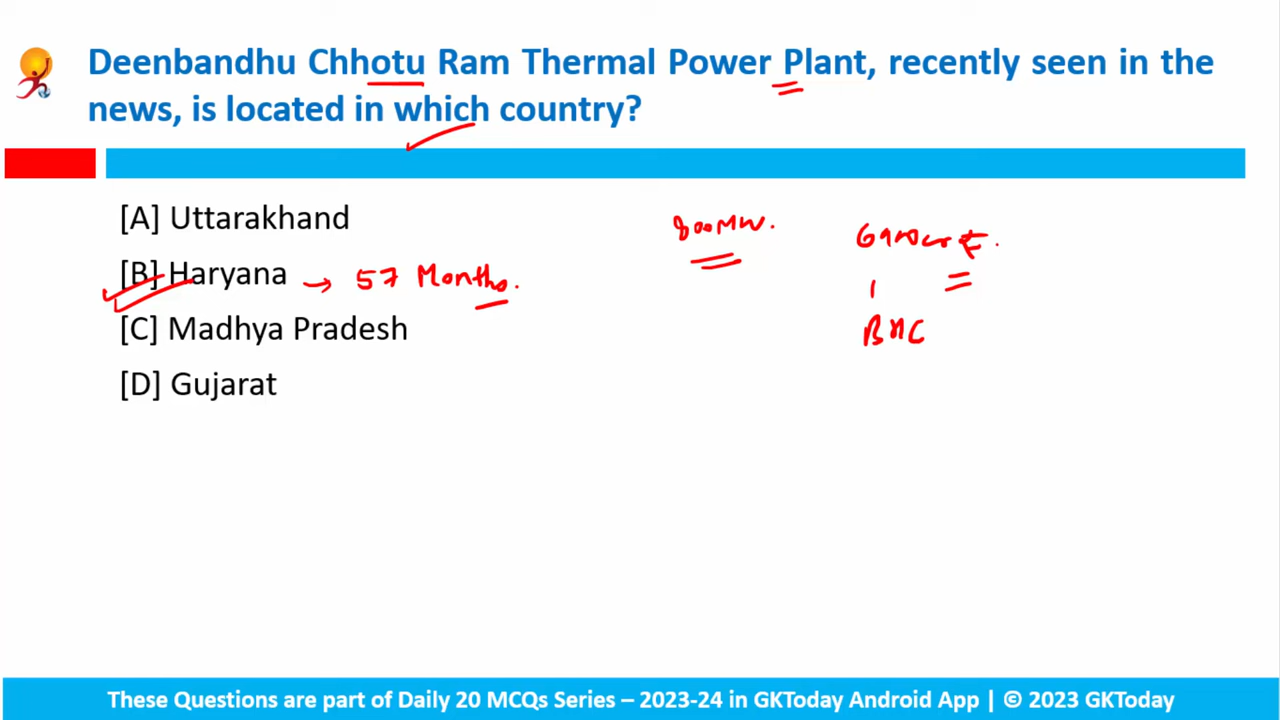 Deenbandhu Chhotu Ram Thermal Power Plant, recently seen in the
news, is located in which country?
[A] Uttarakhand
800MW.
[B] Haryana → 57 Months.
[C] Madhya Pradesh
[D] Gujarat
These Questions are part of Daily 20 MCQs Series – 2023-24 in GKToday Android App | © 2023 GKToday